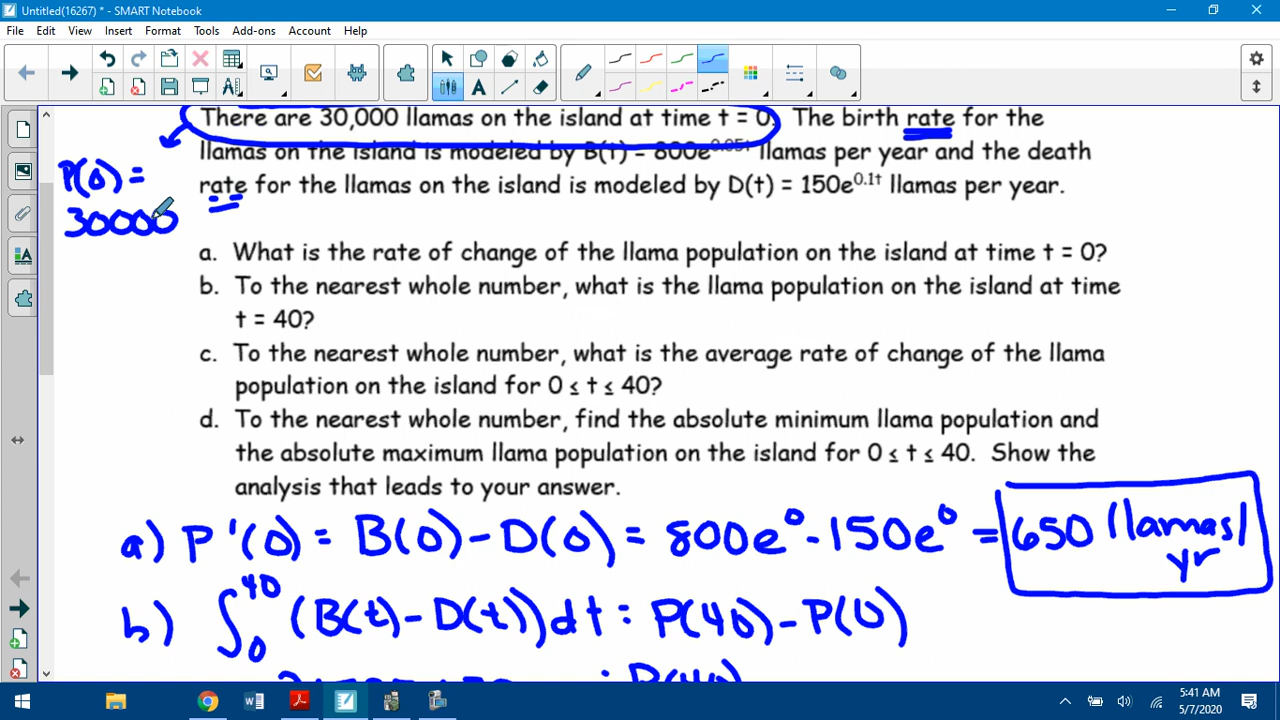 Untitled(16267) * - SMART Notebook
File Edit View Insert Format Tools Add-ons Account Help
There are 30,000 llamas on the island at time t = 0. The birth rate for the
llamas on the island is modeled by B(t) = 800e^0.051t llamas per year and the death
P(0) =
rate for the llamas on the island is modeled by D(t) = 150e^0.1t llamas per year.
30000
a. What is the rate of change of the llama population on the island at time t = 0?
b. To the nearest whole number, what is the llama population on the island at time
t = 40?
c. To the nearest whole number, what is the average rate of change of the llama
population on the island for 0 ≤ t ≤ 40?
d. To the nearest whole number, find the absolute minimum llama population and
the absolute maximum llama population on the island for 0 ≤ t ≤ 40. Show the
analysis that leads to your answer.
a) P'(0) = B(0) - D(0) = 800e^0 - 150e^0 = 650 llamas/
yr
b) ∫_0^40 (B(t) - D(t)) dt = P(40) - P(0)
= P(40)
5:41 AM
5/7/2020